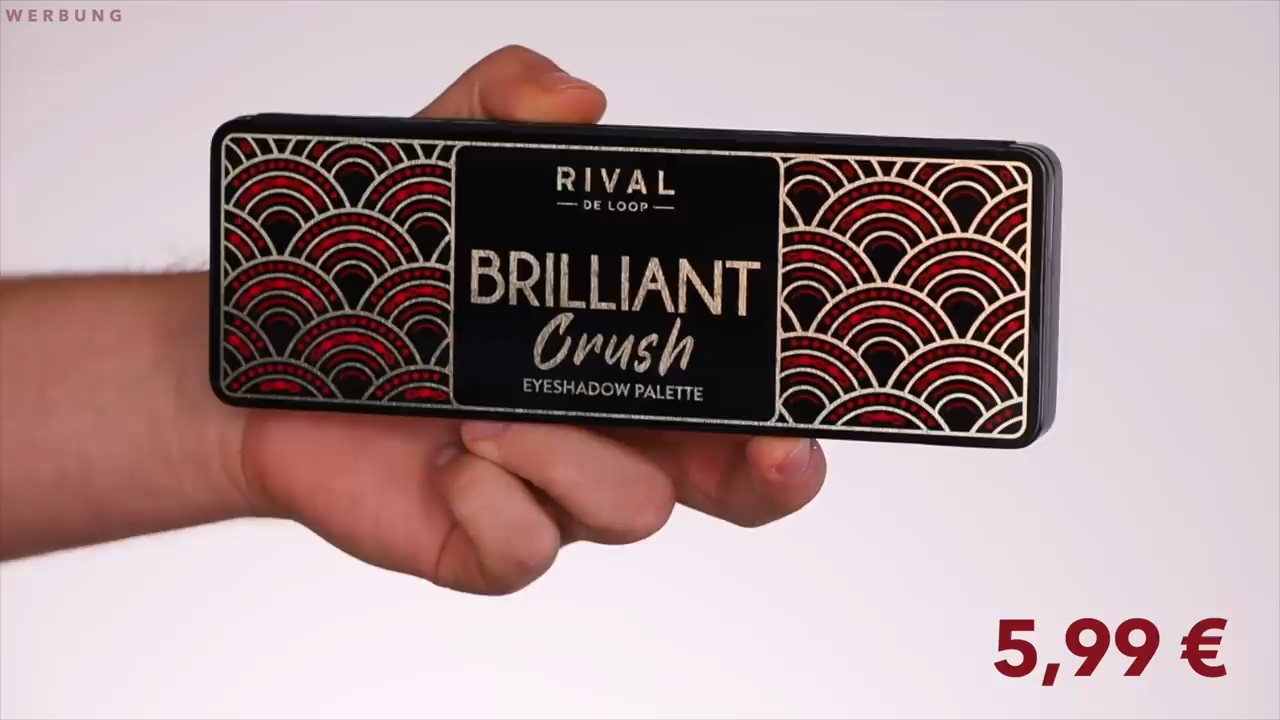 WERBUNG
RIVAL
DE LOOP
BRILLIANT
Crush
EYESHADOW PALETTE
5,99 €